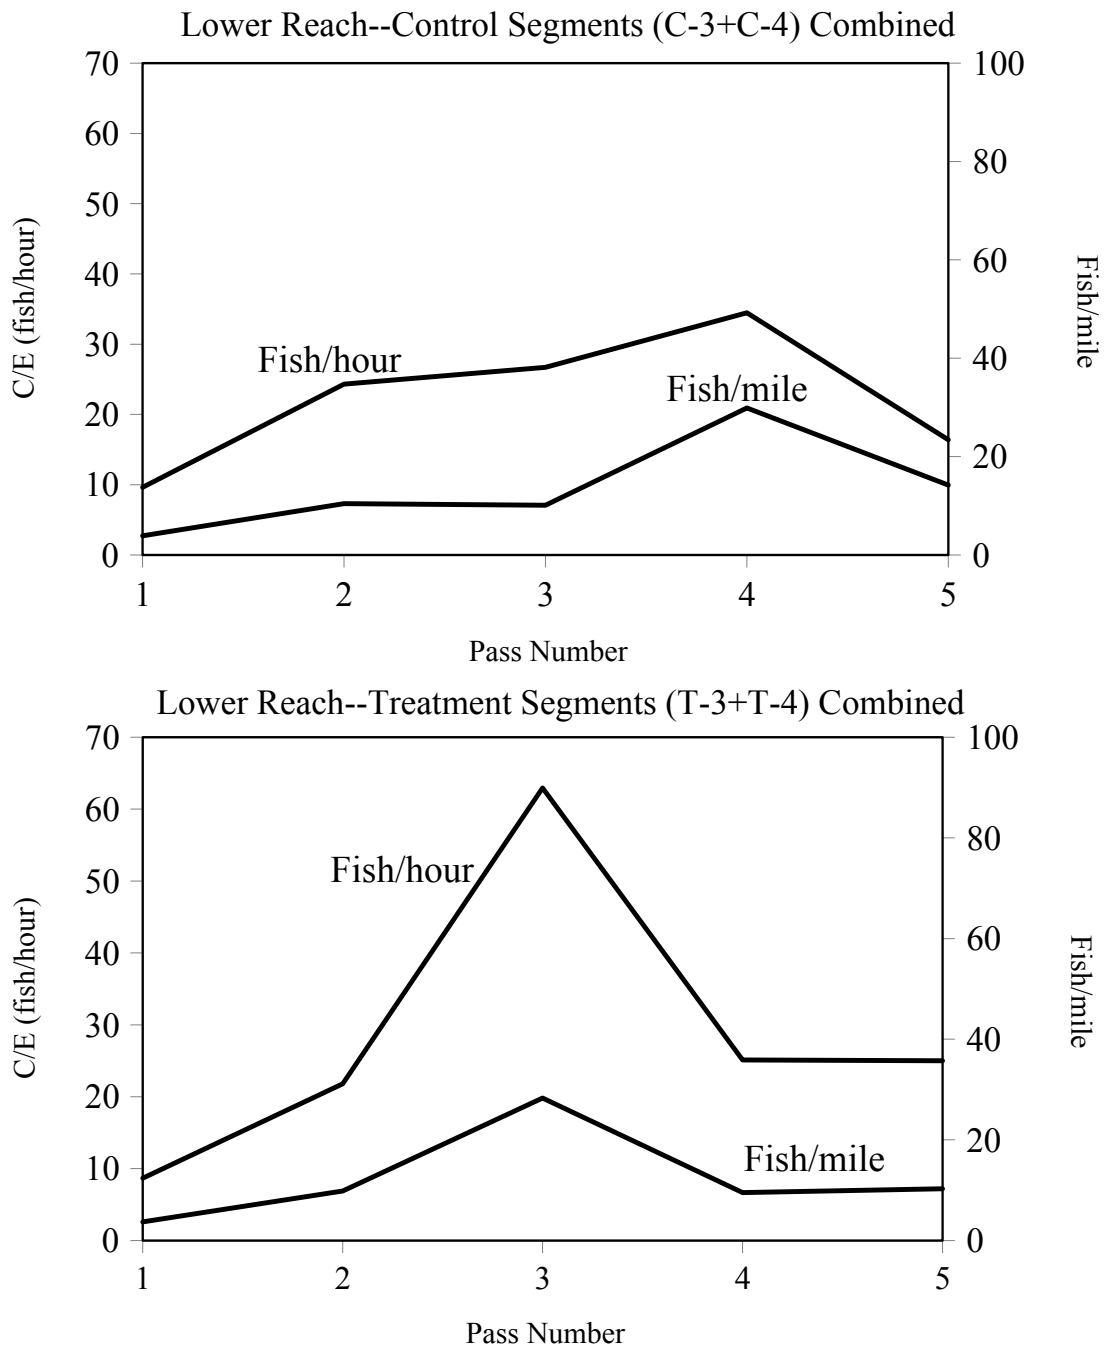 Lower Reach--Control Segments (C-3+C-4) Combined
70
60
50
40
30
20
10
0
C/E (fish/hour)
100
80
60
40
20
0
Fish/mile
Fish/hour
Fish/mile
1 2 3 4 5
Pass Number
Lower Reach--Treatment Segments (T-3+T-4) Combined
70
60
50
40
30
20
10
0
C/E (fish/hour)
100
80
60
40
20
0
Fish/mile
Fish/hour
Fish/mile
1 2 3 4 5
Pass Number